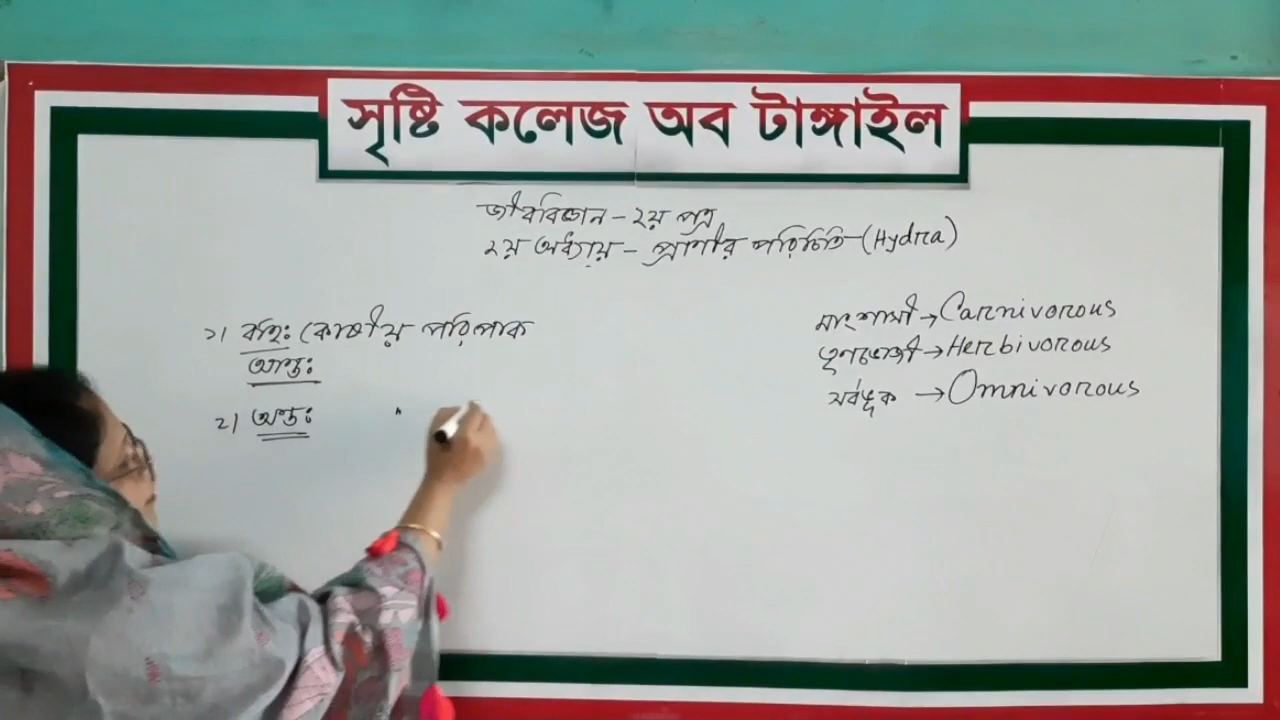 সৃষ্টি কলেজ অব টাঙ্গাইল
জীববিজ্ঞান - ২য় পত্র
২য় অধ্যায় - প্রাণীর পরিচিতি - (Hydra)
১। বহিঃ কোষীয় পরিপাক
আন্তঃ
২। অন্তঃ "
মাংশাসী → Carnivorous
তৃণভোজী → Herbivorous
সর্বভূক → Omnivorous